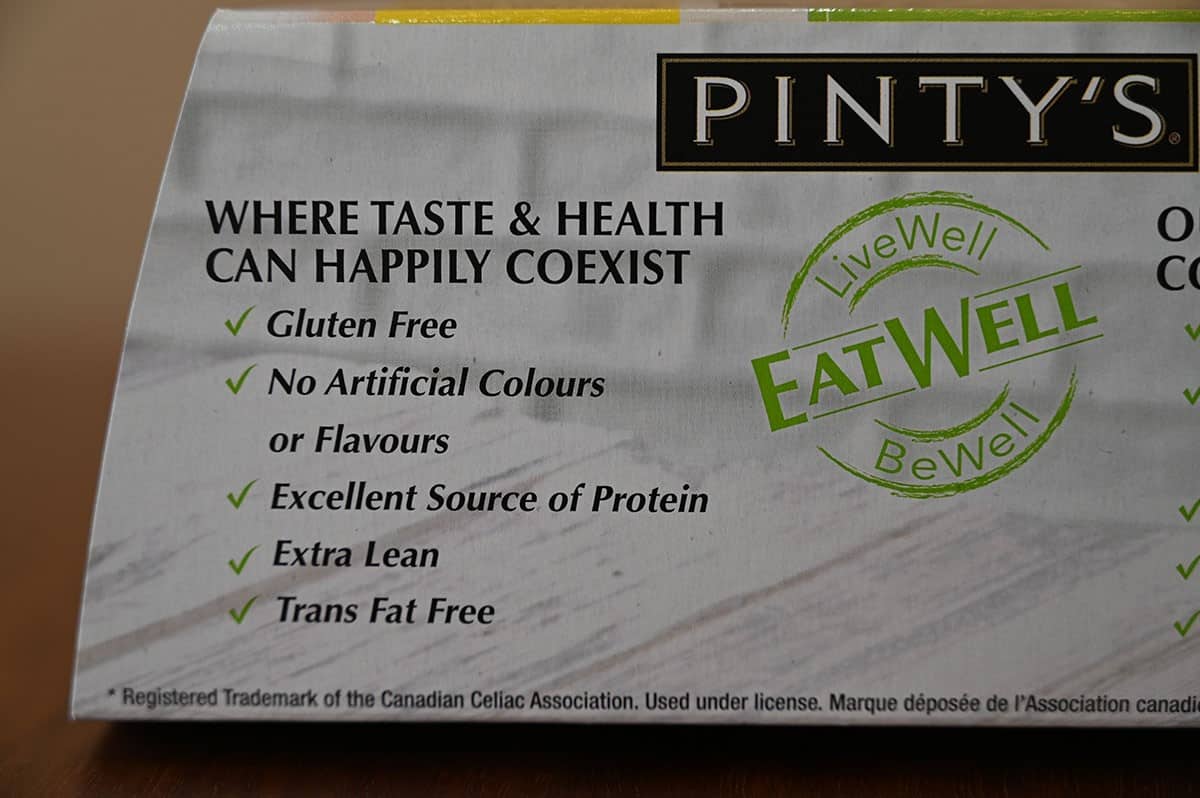 PINTY'S®
WHERE TASTE & HEALTH
CAN HAPPILY COEXIST
✓ Gluten Free
✓ No Artificial Colours
or Flavours
✓ Excellent Source of Protein
✓ Extra Lean
✓ Trans Fat Free
LiveWell
EATWELL
BeWell
* Registered Trademark of the Canadian Celiac Association. Used under license. Marque déposée de l'Association